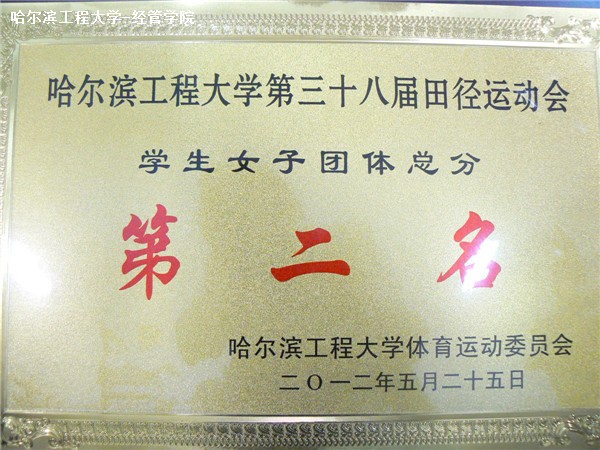 哈尔滨工程大学-经管学院
哈尔滨工程大学第三十八届田径运动会
学生女子团体总分
第二名
哈尔滨工程大学体育运动委员会
二〇一二年五月二十五日